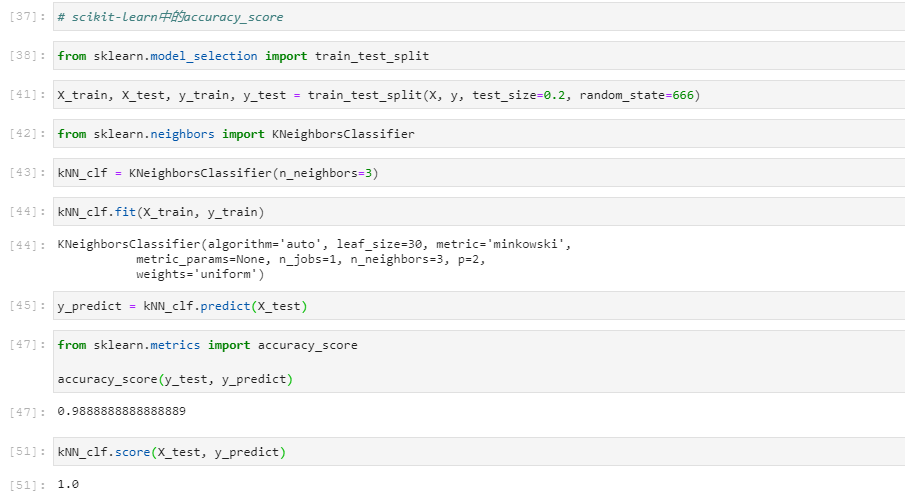 [37]: # scikit-learn中的accuracy_score
[38]: from sklearn.model_selection import train_test_split
[41]: X_train, X_test, y_train, y_test = train_test_split(X, y, test_size=0.2, random_state=666)
[42]: from sklearn.neighbors import KNeighborsClassifier
[43]: kNN_clf = KNeighborsClassifier(n_neighbors=3)
[44]: kNN_clf.fit(X_train, y_train)
[44]: KNeighborsClassifier(algorithm='auto', leaf_size=30, metric='minkowski',
           metric_params=None, n_jobs=1, n_neighbors=3, p=2,
           weights='uniform')
[45]: y_predict = kNN_clf.predict(X_test)
[47]: from sklearn.metrics import accuracy_score
accuracy_score(y_test, y_predict)
[47]: 0.9888888888888889
[51]: kNN_clf.score(X_test, y_predict)
[51]: 1.0